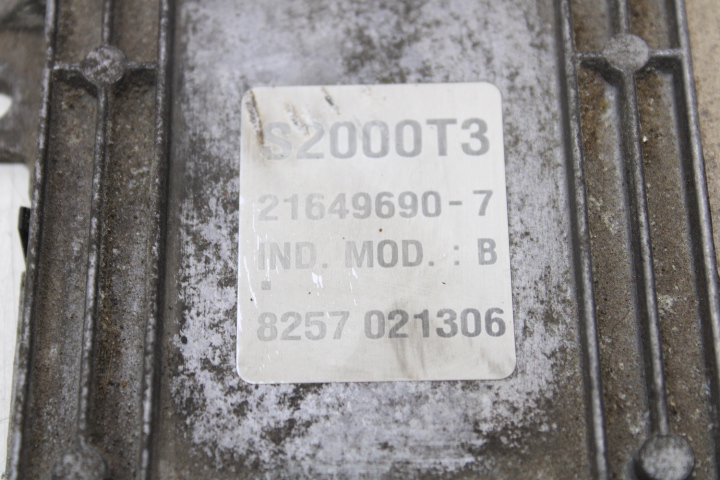 S2000T3
21649690-7
IND. MOD. : B
8257 021306